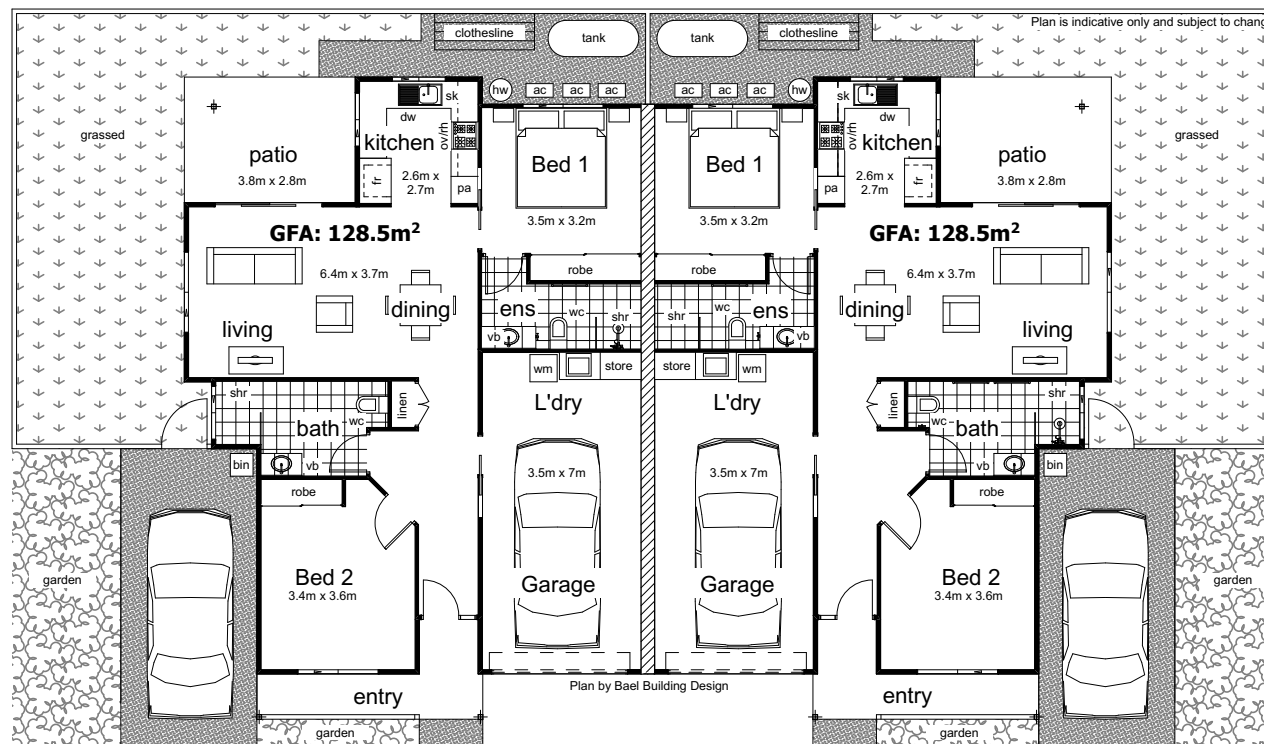 Plan is indicative only and subject to chang
clothesline
tank
tank
clothesline
hw
ac
ac
ac
ac
ac
ac
hw
sk
dw
ov/rh
kitchen
2.6m x
2.7m
fr
pa
grassed
patio
3.8m x 2.8m
Bed 1
3.5m x 3.2m
Bed 1
3.5m x 3.2m
sk
dw
ov/rh
kitchen
2.6m x
2.7m
pa
fr
patio
3.8m x 2.8m
grassed
GFA: 128.5m²
GFA: 128.5m²
6.4m x 3.7m
robe
robe
6.4m x 3.7m
living
dining
ens
wc
shr
vb
shr
wc
ens
vb
dining
living
wm
store
store
wm
L'dry
L'dry
shr
wc
linen
bath
vb
bin
linen
wc
shr
bath
vb
bin
3.5m x 7m
3.5m x 7m
robe
robe
garden
Bed 2
3.4m x 3.6m
Garage
Garage
Bed 2
3.4m x 3.6m
garden
entry
Plan by Bael Building Design
entry
garden
garden